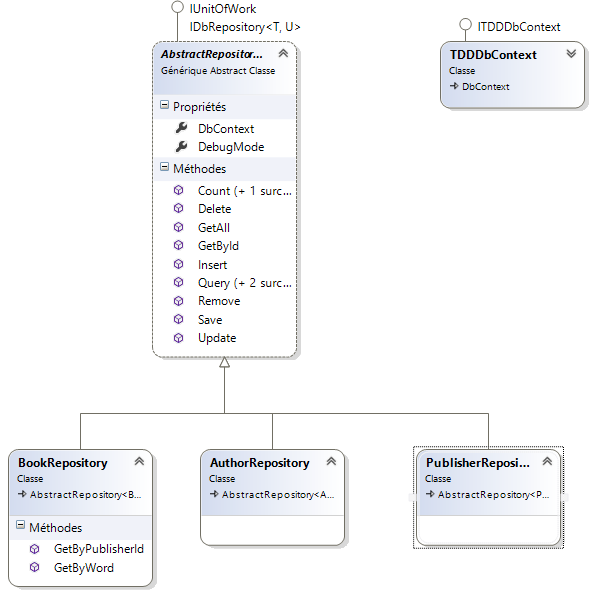 IUnitOfWork
IDbRepository<T, U>
AbstractRepositor...
Générique Abstract Classe
Propriétés
DbContext
DebugMode
Méthodes
Count (+ 1 surc...
Delete
GetAll
GetById
Insert
Query (+ 2 surc...
Remove
Save
Update
ITDDDbContext
TDDDbContext
Classe
DbContext
BookRepository
Classe
AbstractRepository<B...
Méthodes
GetByPublisherId
GetByWord
AuthorRepository
Classe
AbstractRepository<A...
PublisherReposi...
Classe
AbstractRepository<P...